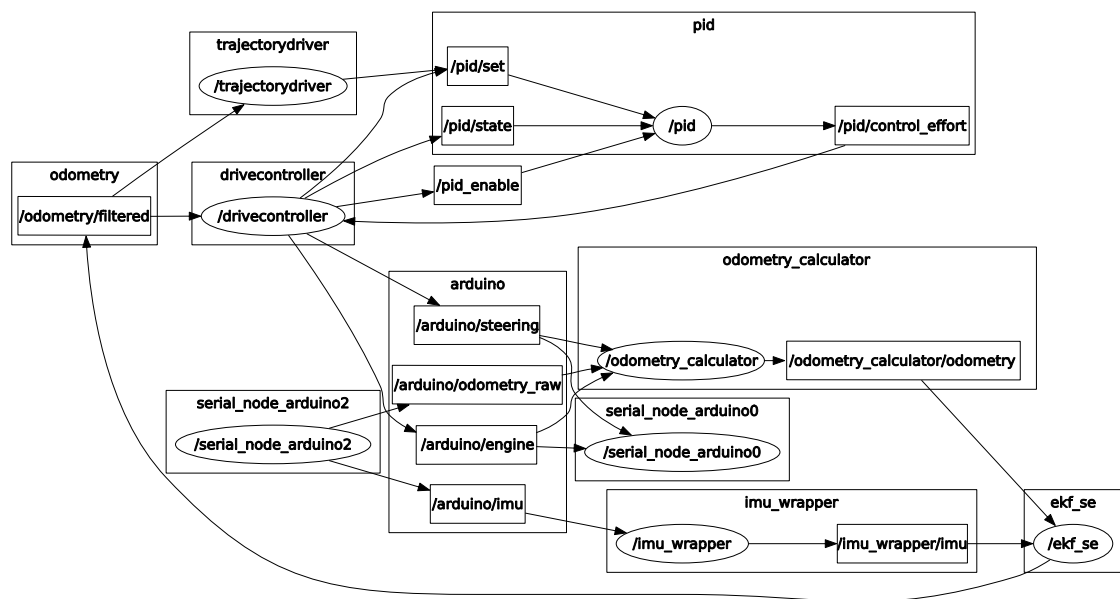 pid
trajectorydriver
/pid/set
/trajectorydriver
/pid/state
/pid
/pid/control_effort
odometry
drivecontroller
/pid_enable
/odometry/filtered
/drivecontroller
odometry_calculator
arduino
/arduino/steering
/odometry_calculator
/odometry_calculator/odometry
/arduino/odometry_raw
serial_node_arduino2
serial_node_arduino0
/serial_node_arduino2
/arduino/engine
/serial_node_arduino0
imu_wrapper
ekf_se
/arduino/imu
/imu_wrapper
/imu_wrapper/imu
/ekf_se